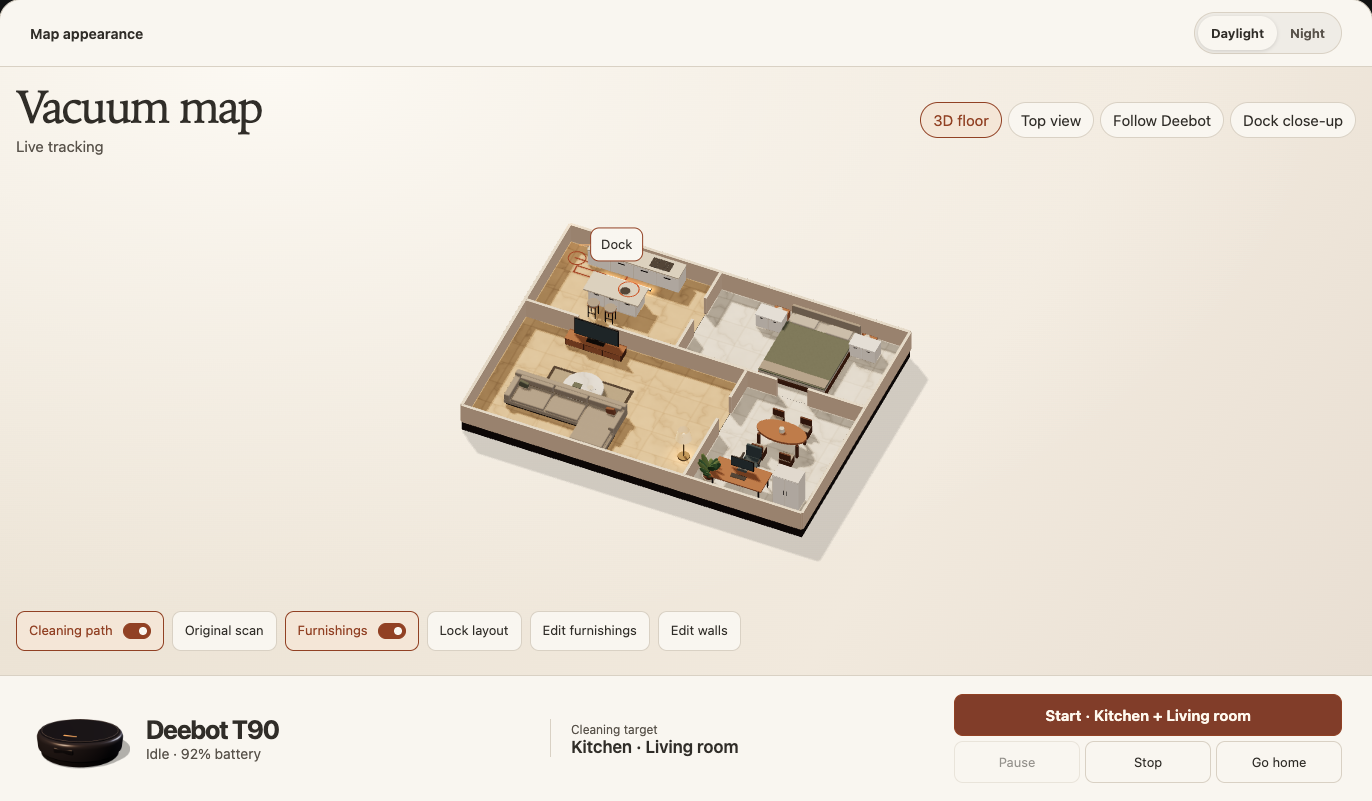 Map appearance
Daylight
Night
Vacuum map
Live tracking
3D floor
Top view
Follow Deebot
Dock close-up
Dock
Cleaning path
Original scan
Furnishings
Lock layout
Edit furnishings
Edit walls
Deebot T90
Idle · 92% battery
Cleaning target
Kitchen · Living room
Start · Kitchen + Living room
Pause
Stop
Go home